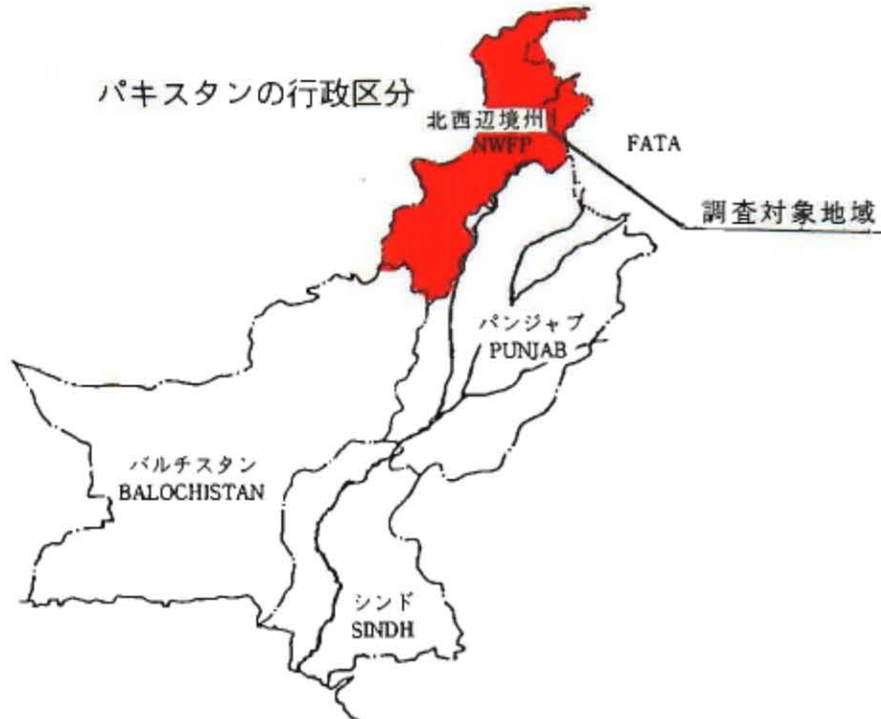 パキスタンの行政区分
北西辺境州
NWFP
FATA
調査対象地域
パンジャブ
PUNJAB
バルチスタン
BALOCHISTAN
シンド
SINDH